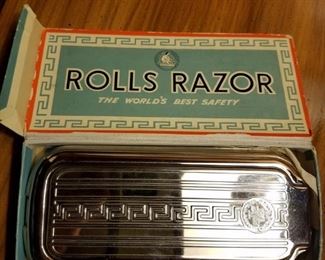 ROLLS RAZOR
THE WORLD'S BEST SAFETY